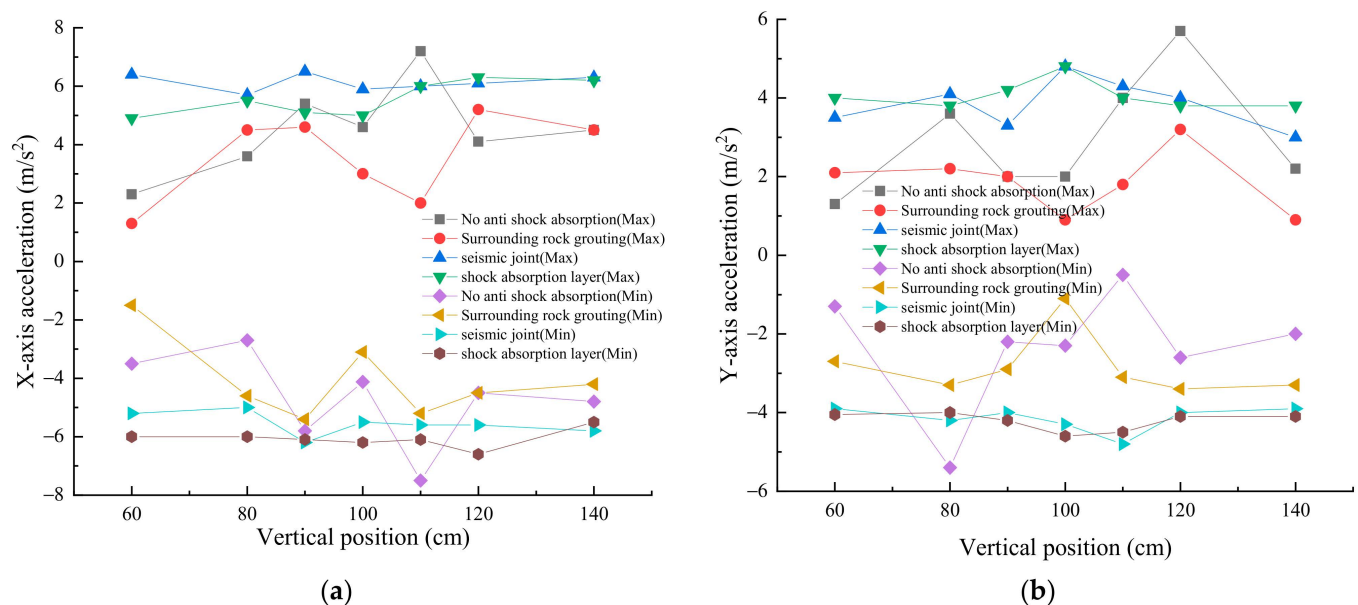 8
6
4
2
0
−2
−4
−6
−8
X-axis acceleration (m/s²)
No anti shock absorption(Max)
Surrounding rock grouting(Max)
seismic joint(Max)
shock absorption layer(Max)
No anti shock absorption(Min)
Surrounding rock grouting(Min)
seismic joint(Min)
shock absorption layer(Min)
60 80 100 120 140
Vertical position (cm)
(a)
6
4
2
0
−2
−4
−6
Y-axis acceleration (m/s²)
No anti shock absorption(Max)
Surrounding rock grouting(Max)
seismic joint(Max)
shock absorption layer(Max)
No anti shock absorption(Min)
Surrounding rock grouting(Min)
seismic joint(Min)
shock absorption layer(Min)
60 80 100 120 140
Vertical position (cm)
(b)